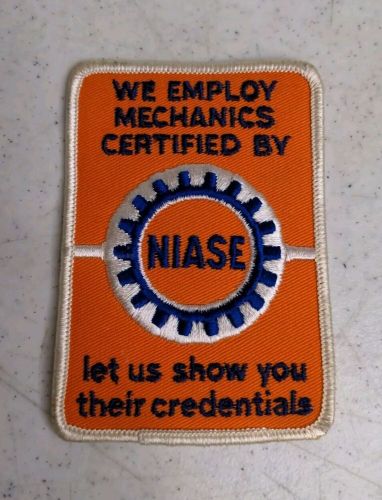 WE EMPLOY
MECHANICS
CERTIFIED BY
NIASE
let us show you
their credentials